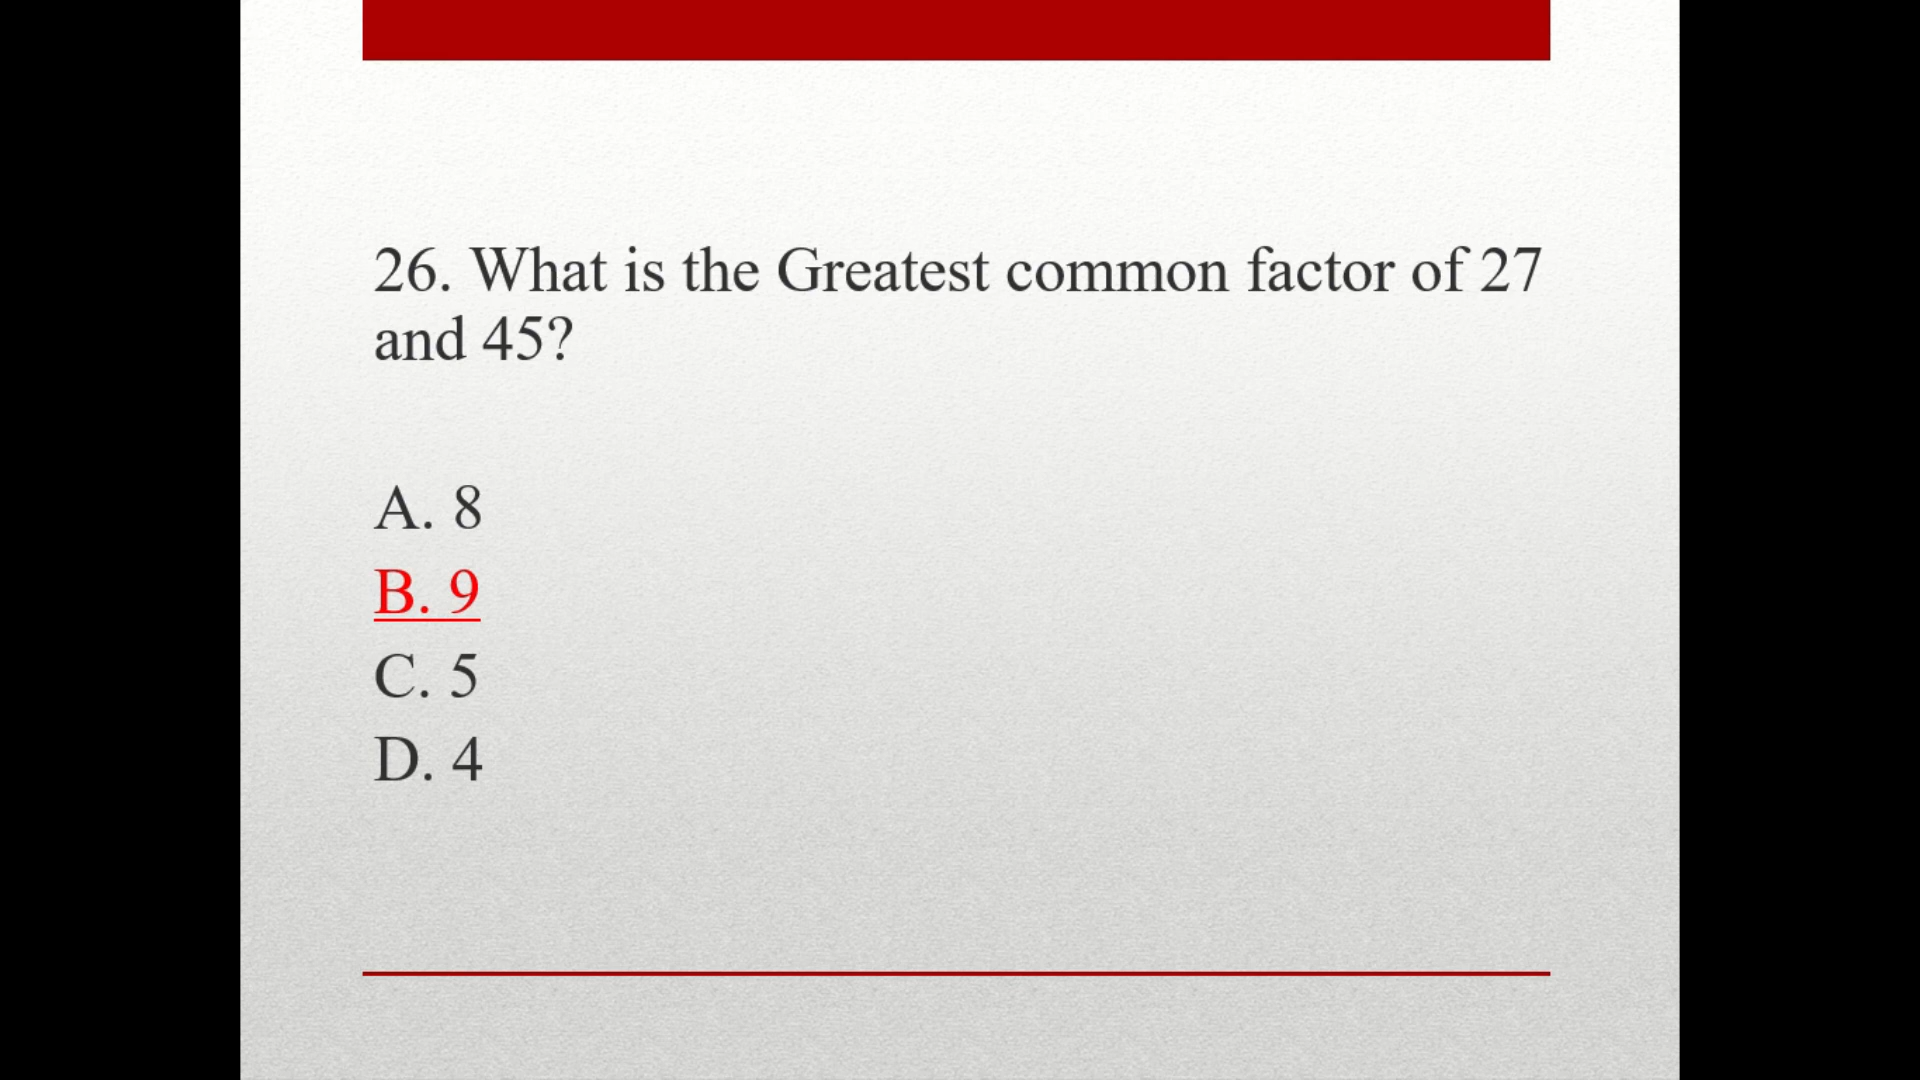 26. What is the Greatest common factor of 27
and 45?
A. 8
B. 9
C. 5
D. 4